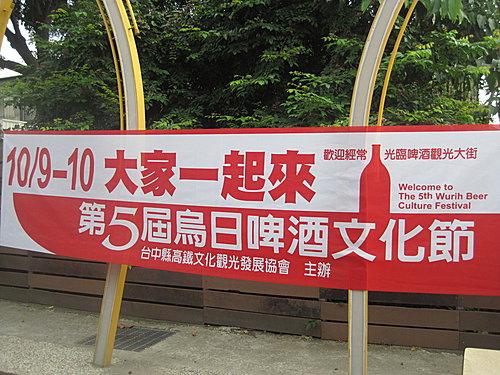 10/9-10 大家一起來
歡迎經常 光臨啤酒觀光大街
Welcome to
The 5th Wurih Beer
Culture Festival
第5屆烏日啤酒文化節
台中縣高鐵文化觀光發展協會 主辦